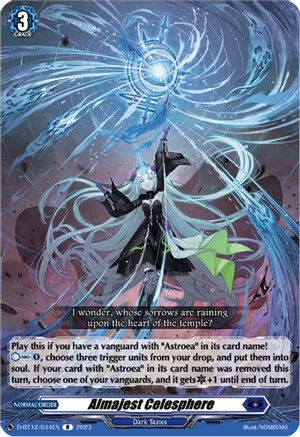 3
GRADE
I wonder, whose sorrows are raining
upon the heart of the temple?
Play this if you have a vanguard with "Astroea" in its card name!
1, choose three trigger units from your drop, and put them into
soul. If your card with "Astroea" in its card name was removed this
turn, choose one of your vanguards, and it gets +1 until end of turn.
NORMAL ORDER
Almajest Celesphere
D-BT12/044EN R 2023
Dark States
Illust/NOMISAKI